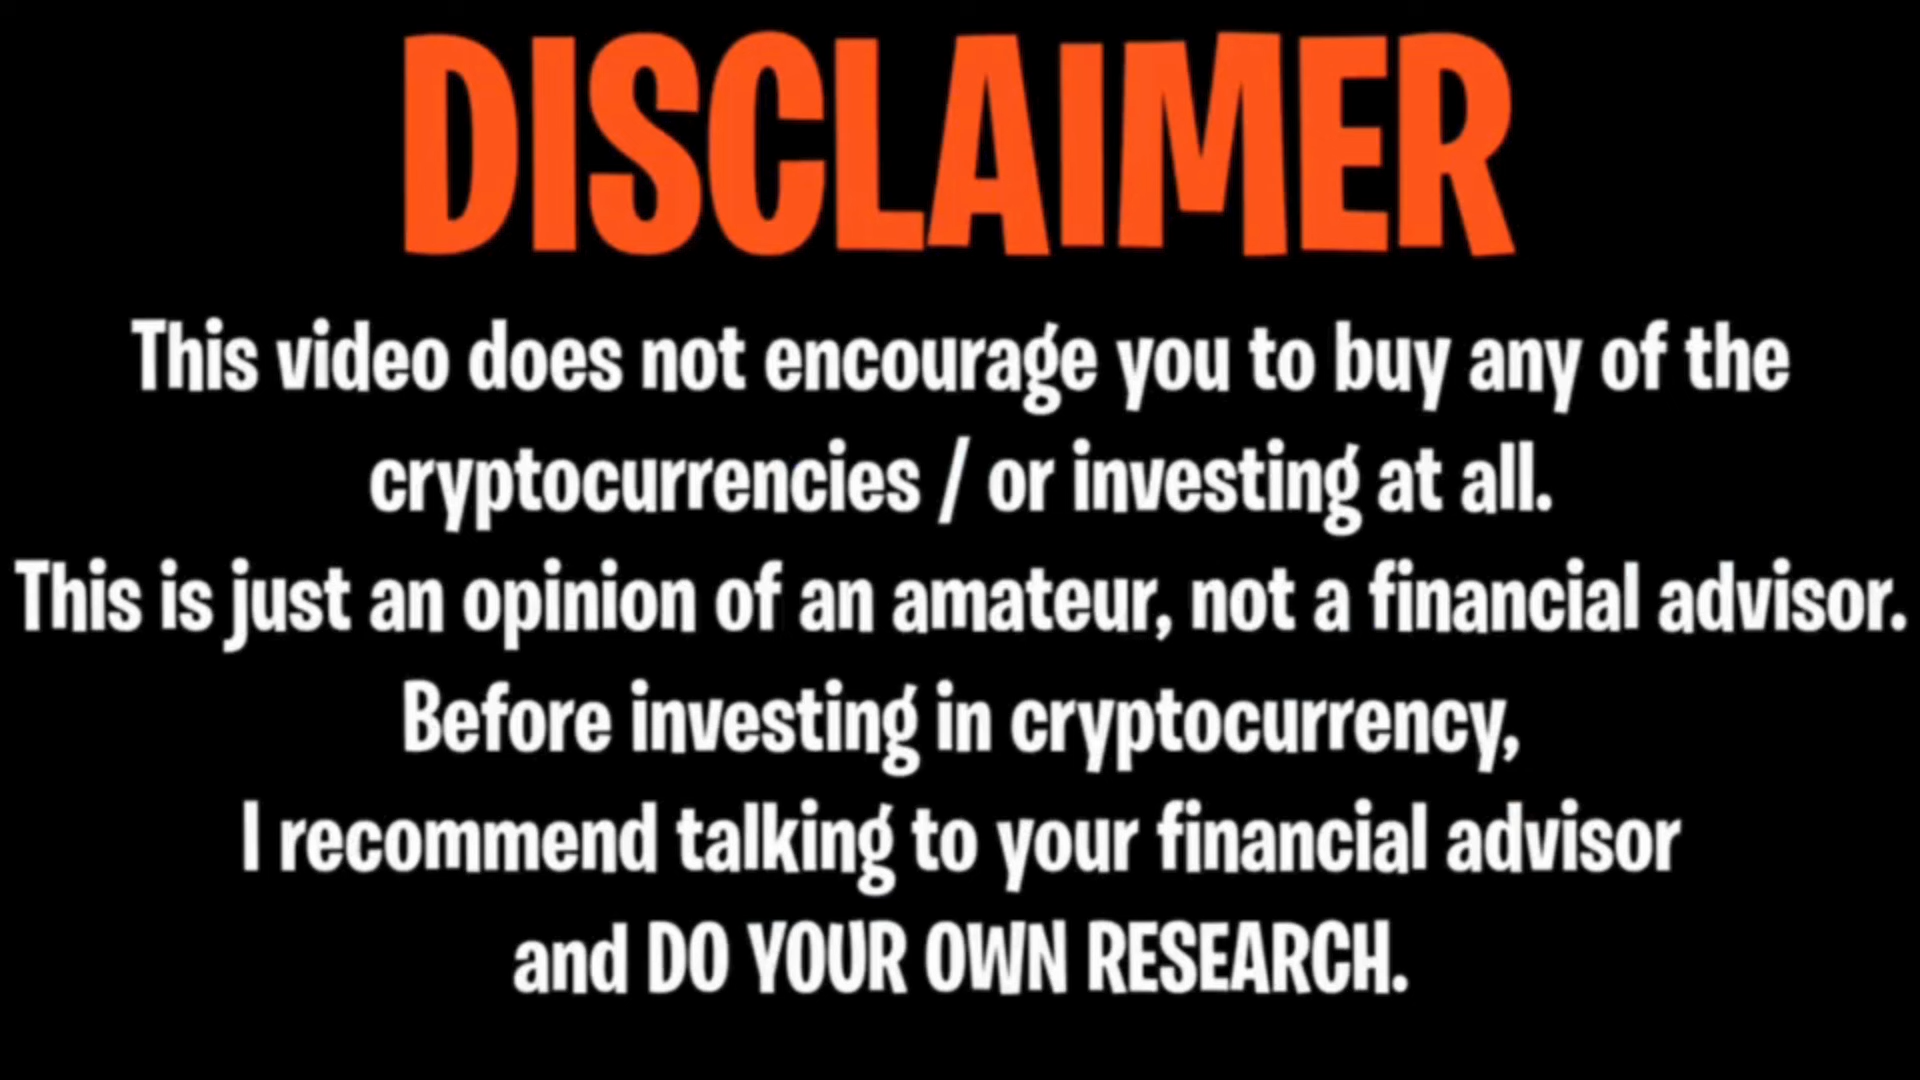 DISCLAIMER
This video does not encourage you to buy any of the
cryptocurrencies / or investing at all.
This is just an opinion of an amateur, not a financial advisor.
Before investing in cryptocurrency,
I recommend talking to your financial advisor
and DO YOUR OWN RESEARCH.